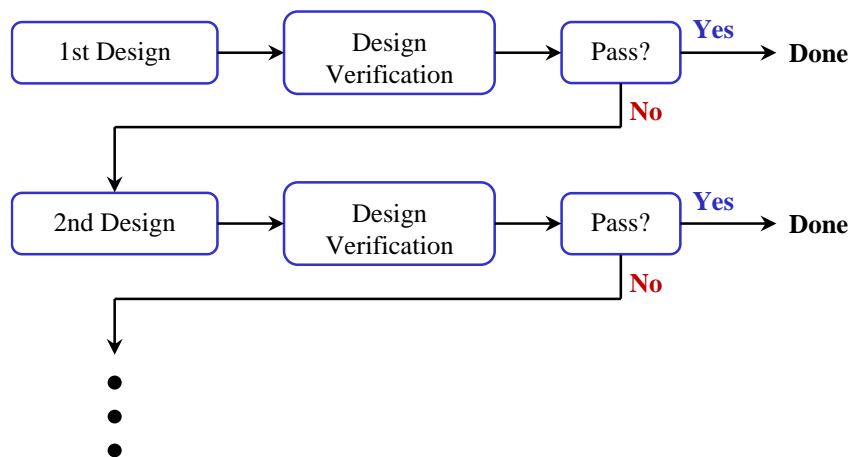 1st Design
Design
Verification
Pass?
Yes
Done
No
2nd Design
Design
Verification
Pass?
Yes
Done
No